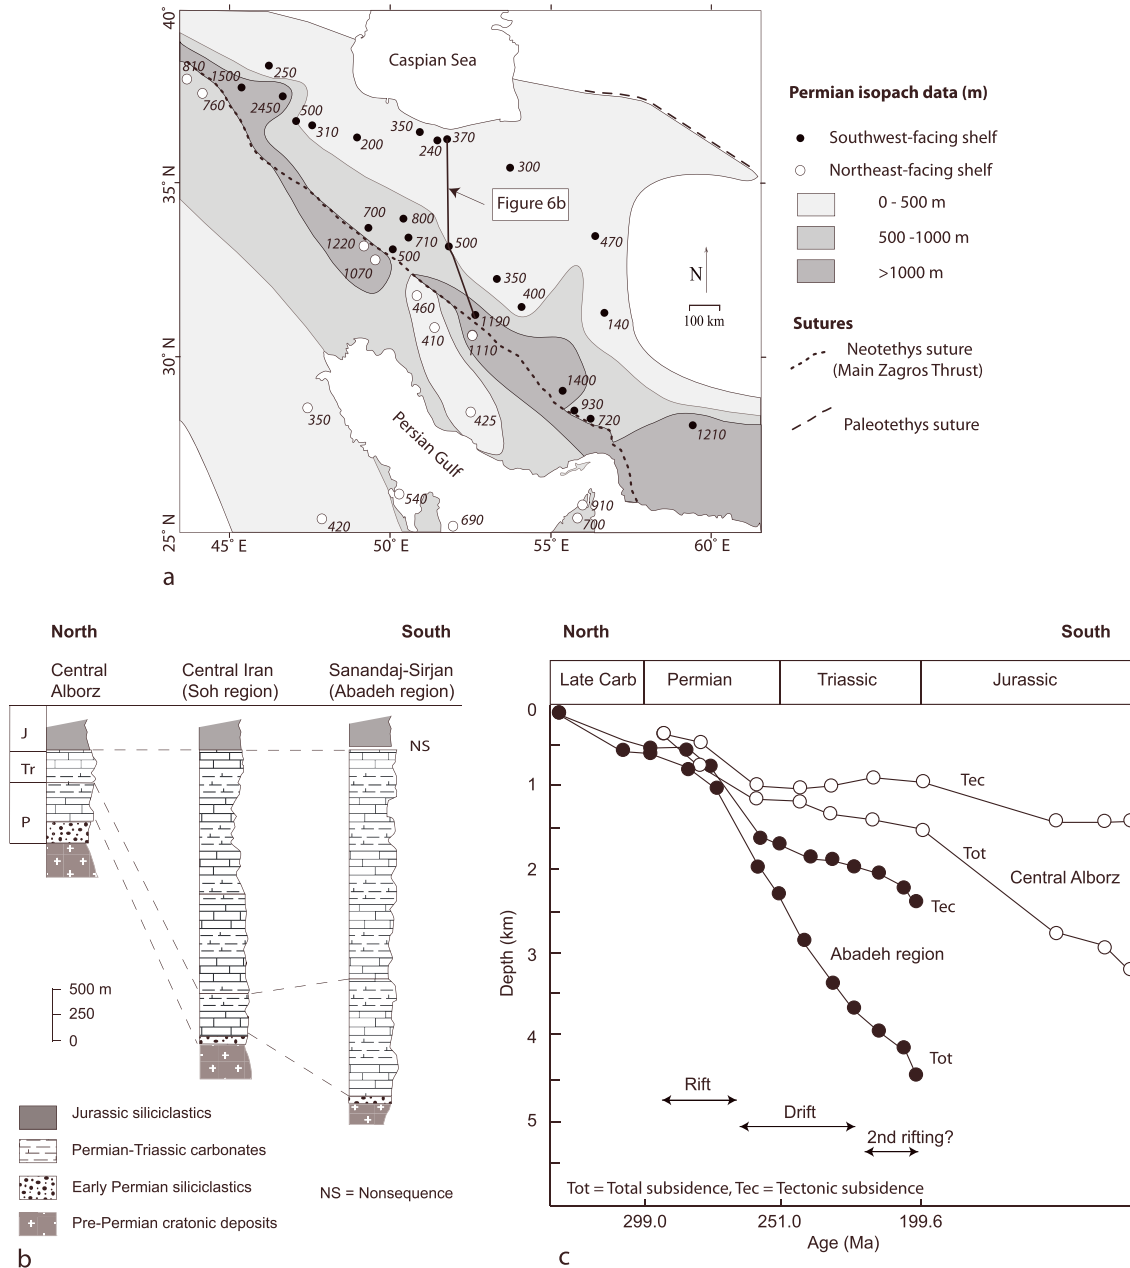 40° N
35° N
30° N
25° N
45° E
50° E
55° E
60° E
Caspian Sea
Persian Gulf
Figure 6b
N
100 km
810
1500
250
760
2450
500
310
200
350
240
370
300
700
800
710
500
500
1220
1070
470
350
400
460
410
1190
1110
140
1400
930
720
425
350
1210
540
420
690
910
700
Permian isopach data (m)
Southwest-facing shelf
Northeast-facing shelf
0 - 500 m
500 -1000 m
>1000 m
Sutures
Neotethys suture
(Main Zagros Thrust)
Paleotethys suture
a
North
South
Central
Alborz
Central Iran
(Soh region)
Sanandaj-Sirjan
(Abadeh region)
J
Tr
P
NS
500 m
250
0
Jurassic siliciclastics
Permian-Triassic carbonates
Early Permian siliciclastics
Pre-Permian cratonic deposits
NS = Nonsequence
b
North
South
Late Carb
Permian
Triassic
Jurassic
0
1
2
3
4
5
Depth (km)
Tec
Tot
Central Alborz
Tec
Abadeh region
Tot
Rift
Drift
2nd rifting?
Tot = Total subsidence, Tec = Tectonic subsidence
299.0
251.0
199.6
Age (Ma)
c